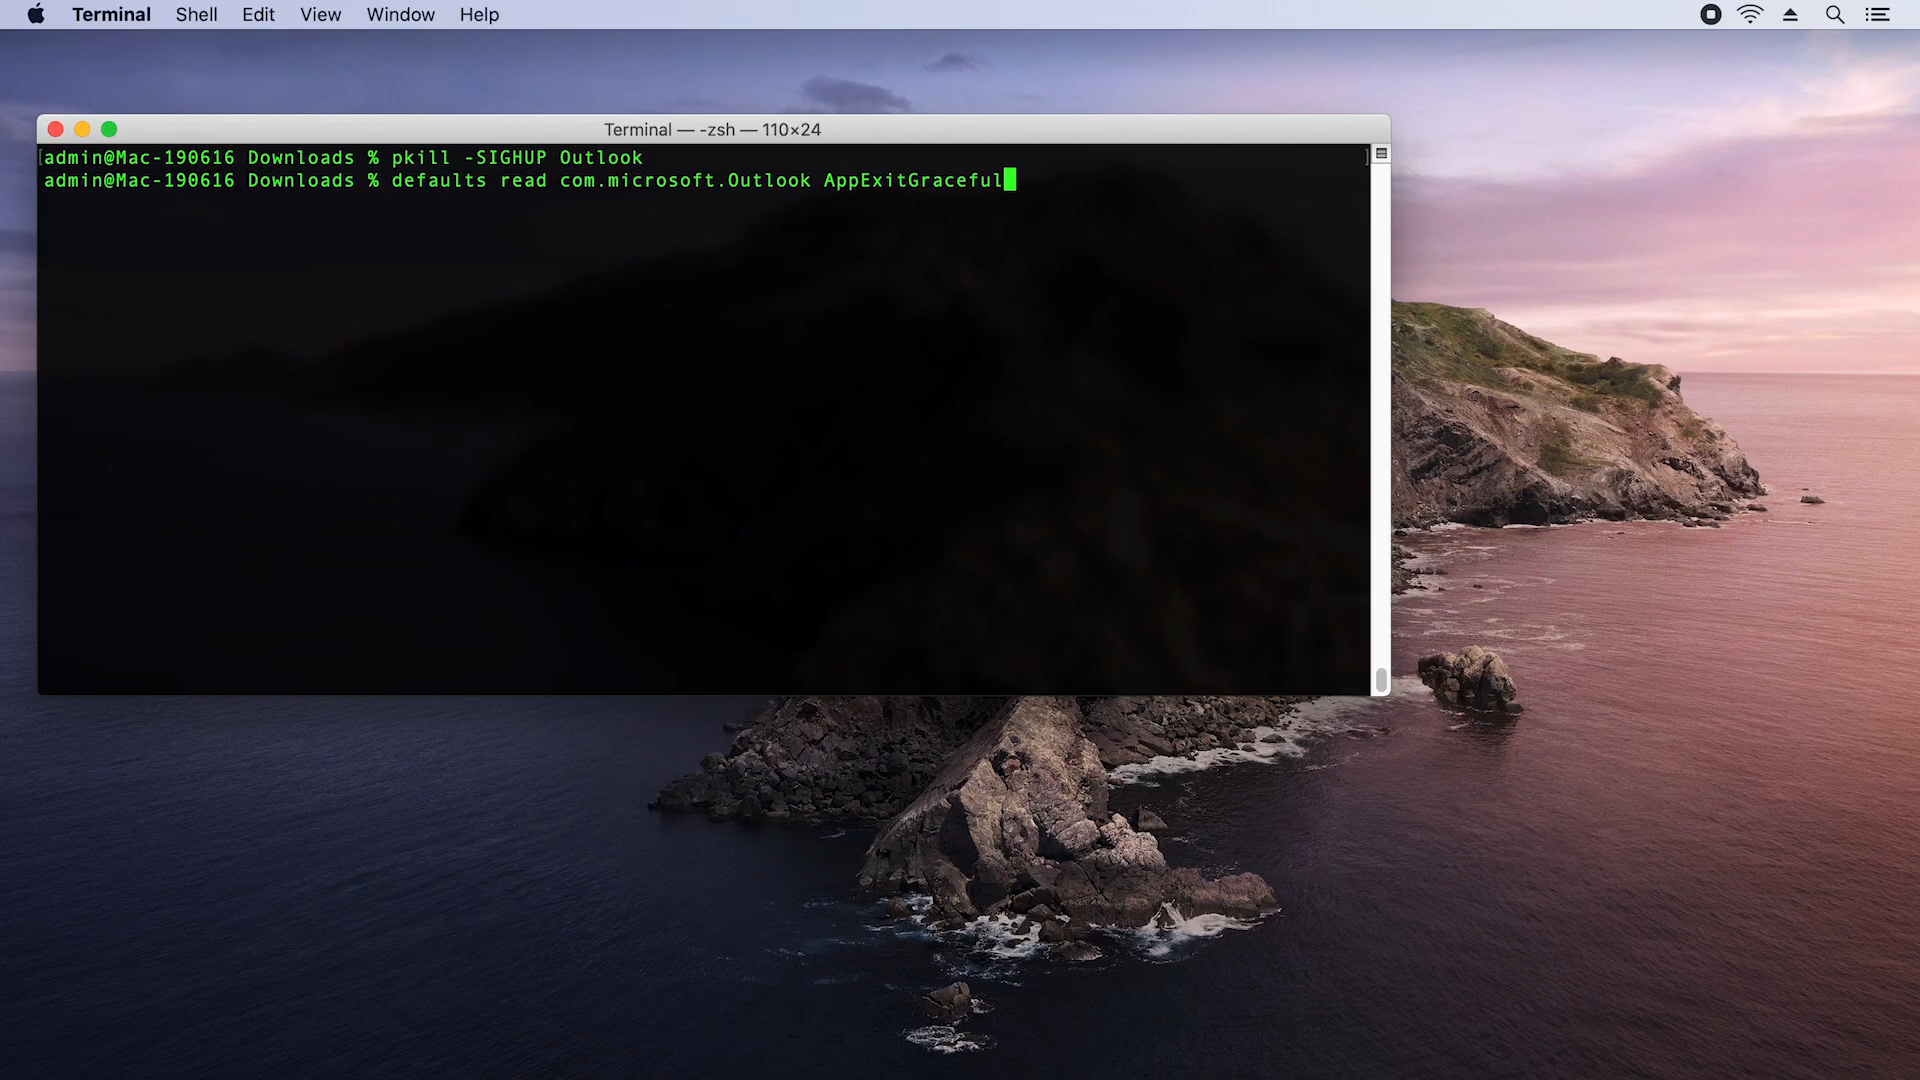 Terminal Shell Edit View Window Help
Terminal — -zsh — 110×24
[admin@Mac-190616 Downloads % pkill -SIGHUP Outlook ]
admin@Mac-190616 Downloads % defaults read com.microsoft.Outlook AppExitGraceful